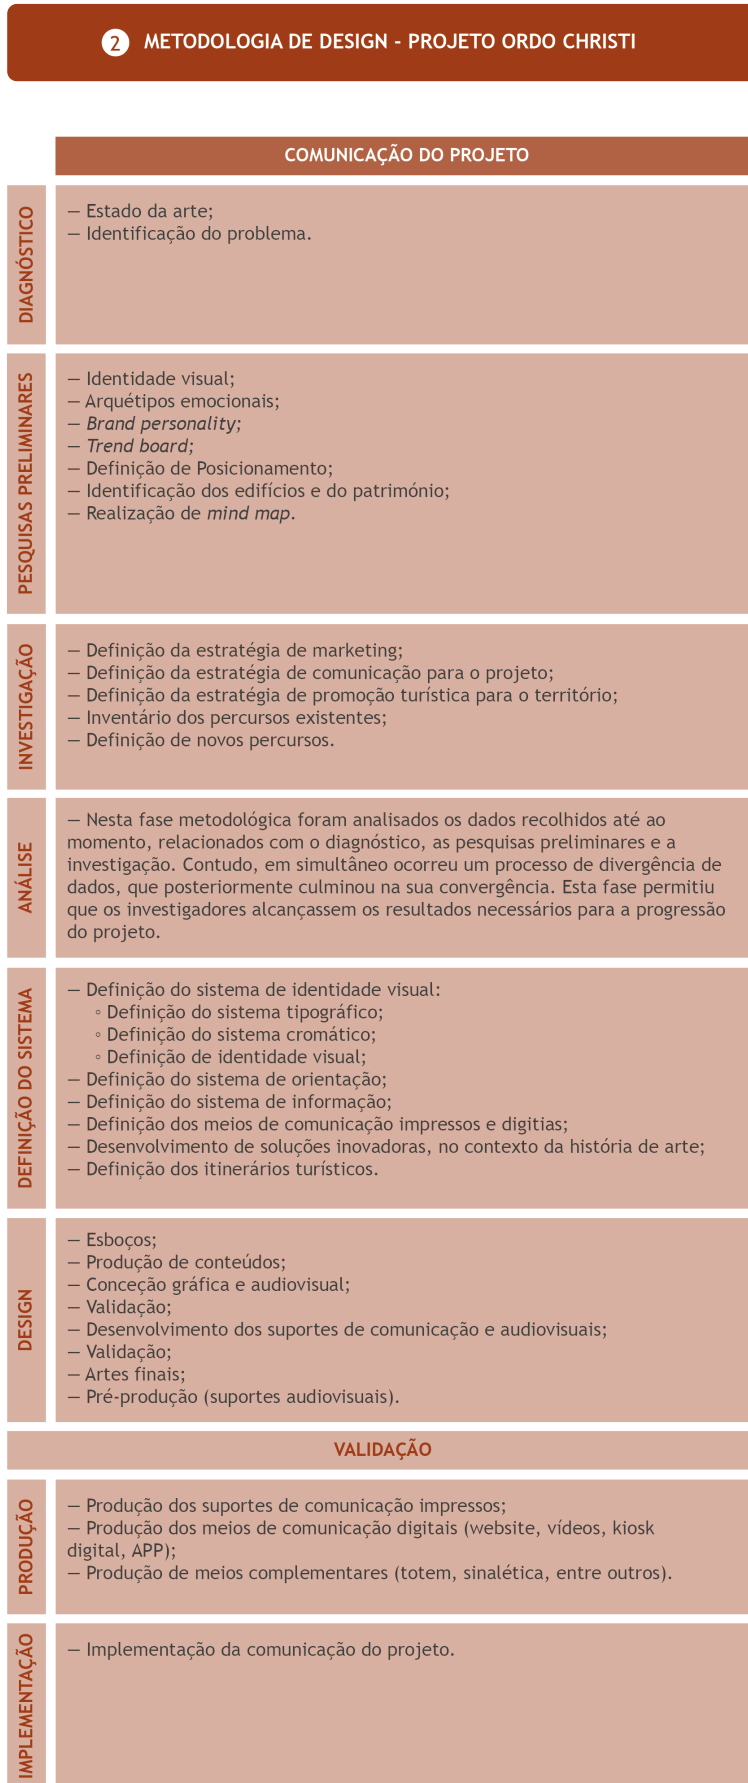 2 METODOLOGIA DE DESIGN - PROJETO ORDO CHRISTI
COMUNICAÇÃO DO PROJETO
DIAGNÓSTICO
— Estado da arte;
— Identificação do problema.
PESQUISAS PRELIMINARES
— Identidade visual;
— Arquétipos emocionais;
— Brand personality;
— Trend board;
— Definição de Posicionamento;
— Identificação dos edifícios e do património;
— Realização de mind map.
INVESTIGAÇÃO
— Definição da estratégia de marketing;
— Definição da estratégia de comunicação para o projeto;
— Definição da estratégia de promoção turística para o território;
— Inventário dos percursos existentes;
— Definição de novos percursos.
ANÁLISE
— Nesta fase metodológica foram analisados os dados recolhidos até ao
momento, relacionados com o diagnóstico, as pesquisas preliminares e a
investigação. Contudo, em simultâneo ocorreu um processo de divergência de
dados, que posteriormente culminou na sua convergência. Esta fase permitiu
que os investigadores alcançassem os resultados necessários para a progressão
do projeto.
DEFINIÇÃO DO SISTEMA
— Definição do sistema de identidade visual:
◦ Definição do sistema tipográfico;
◦ Definição do sistema cromático;
◦ Definição de identidade visual;
— Definição do sistema de orientação;
— Definição do sistema de informação;
— Definição dos meios de comunicação impressos e digitias;
— Desenvolvimento de soluções inovadoras, no contexto da história de arte;
— Definição dos itinerários turísticos.
DESIGN
— Esboços;
— Produção de conteúdos;
— Conceção gráfica e audiovisual;
— Validação;
— Desenvolvimento dos suportes de comunicação e audiovisuais;
— Validação;
— Artes finais;
— Pré-produção (suportes audiovisuais).
VALIDAÇÃO
PRODUÇÃO
— Produção dos suportes de comunicação impressos;
— Produção dos meios de comunicação digitais (website, vídeos, kiosk
digital, APP);
— Produção de meios complementares (totem, sinalética, entre outros).
IMPLEMENTAÇÃO
— Implementação da comunicação do projeto.